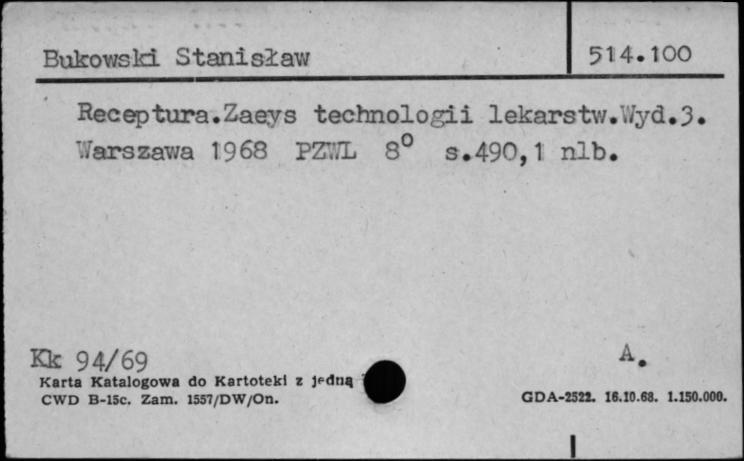 Bukowski Stanisław
514.100
Receptura.Zaeys technologii lekarstw.Wyd.3.
Warszawa 1968 PZWL 8° s.490,1 nlb.
Kk 94/69
A.
Karta Katalogowa do Kartoteki z jedną
CWD B-15c. Zam. 1557/DW/On.
GDA-2522. 16.10.68. 1.150.000.